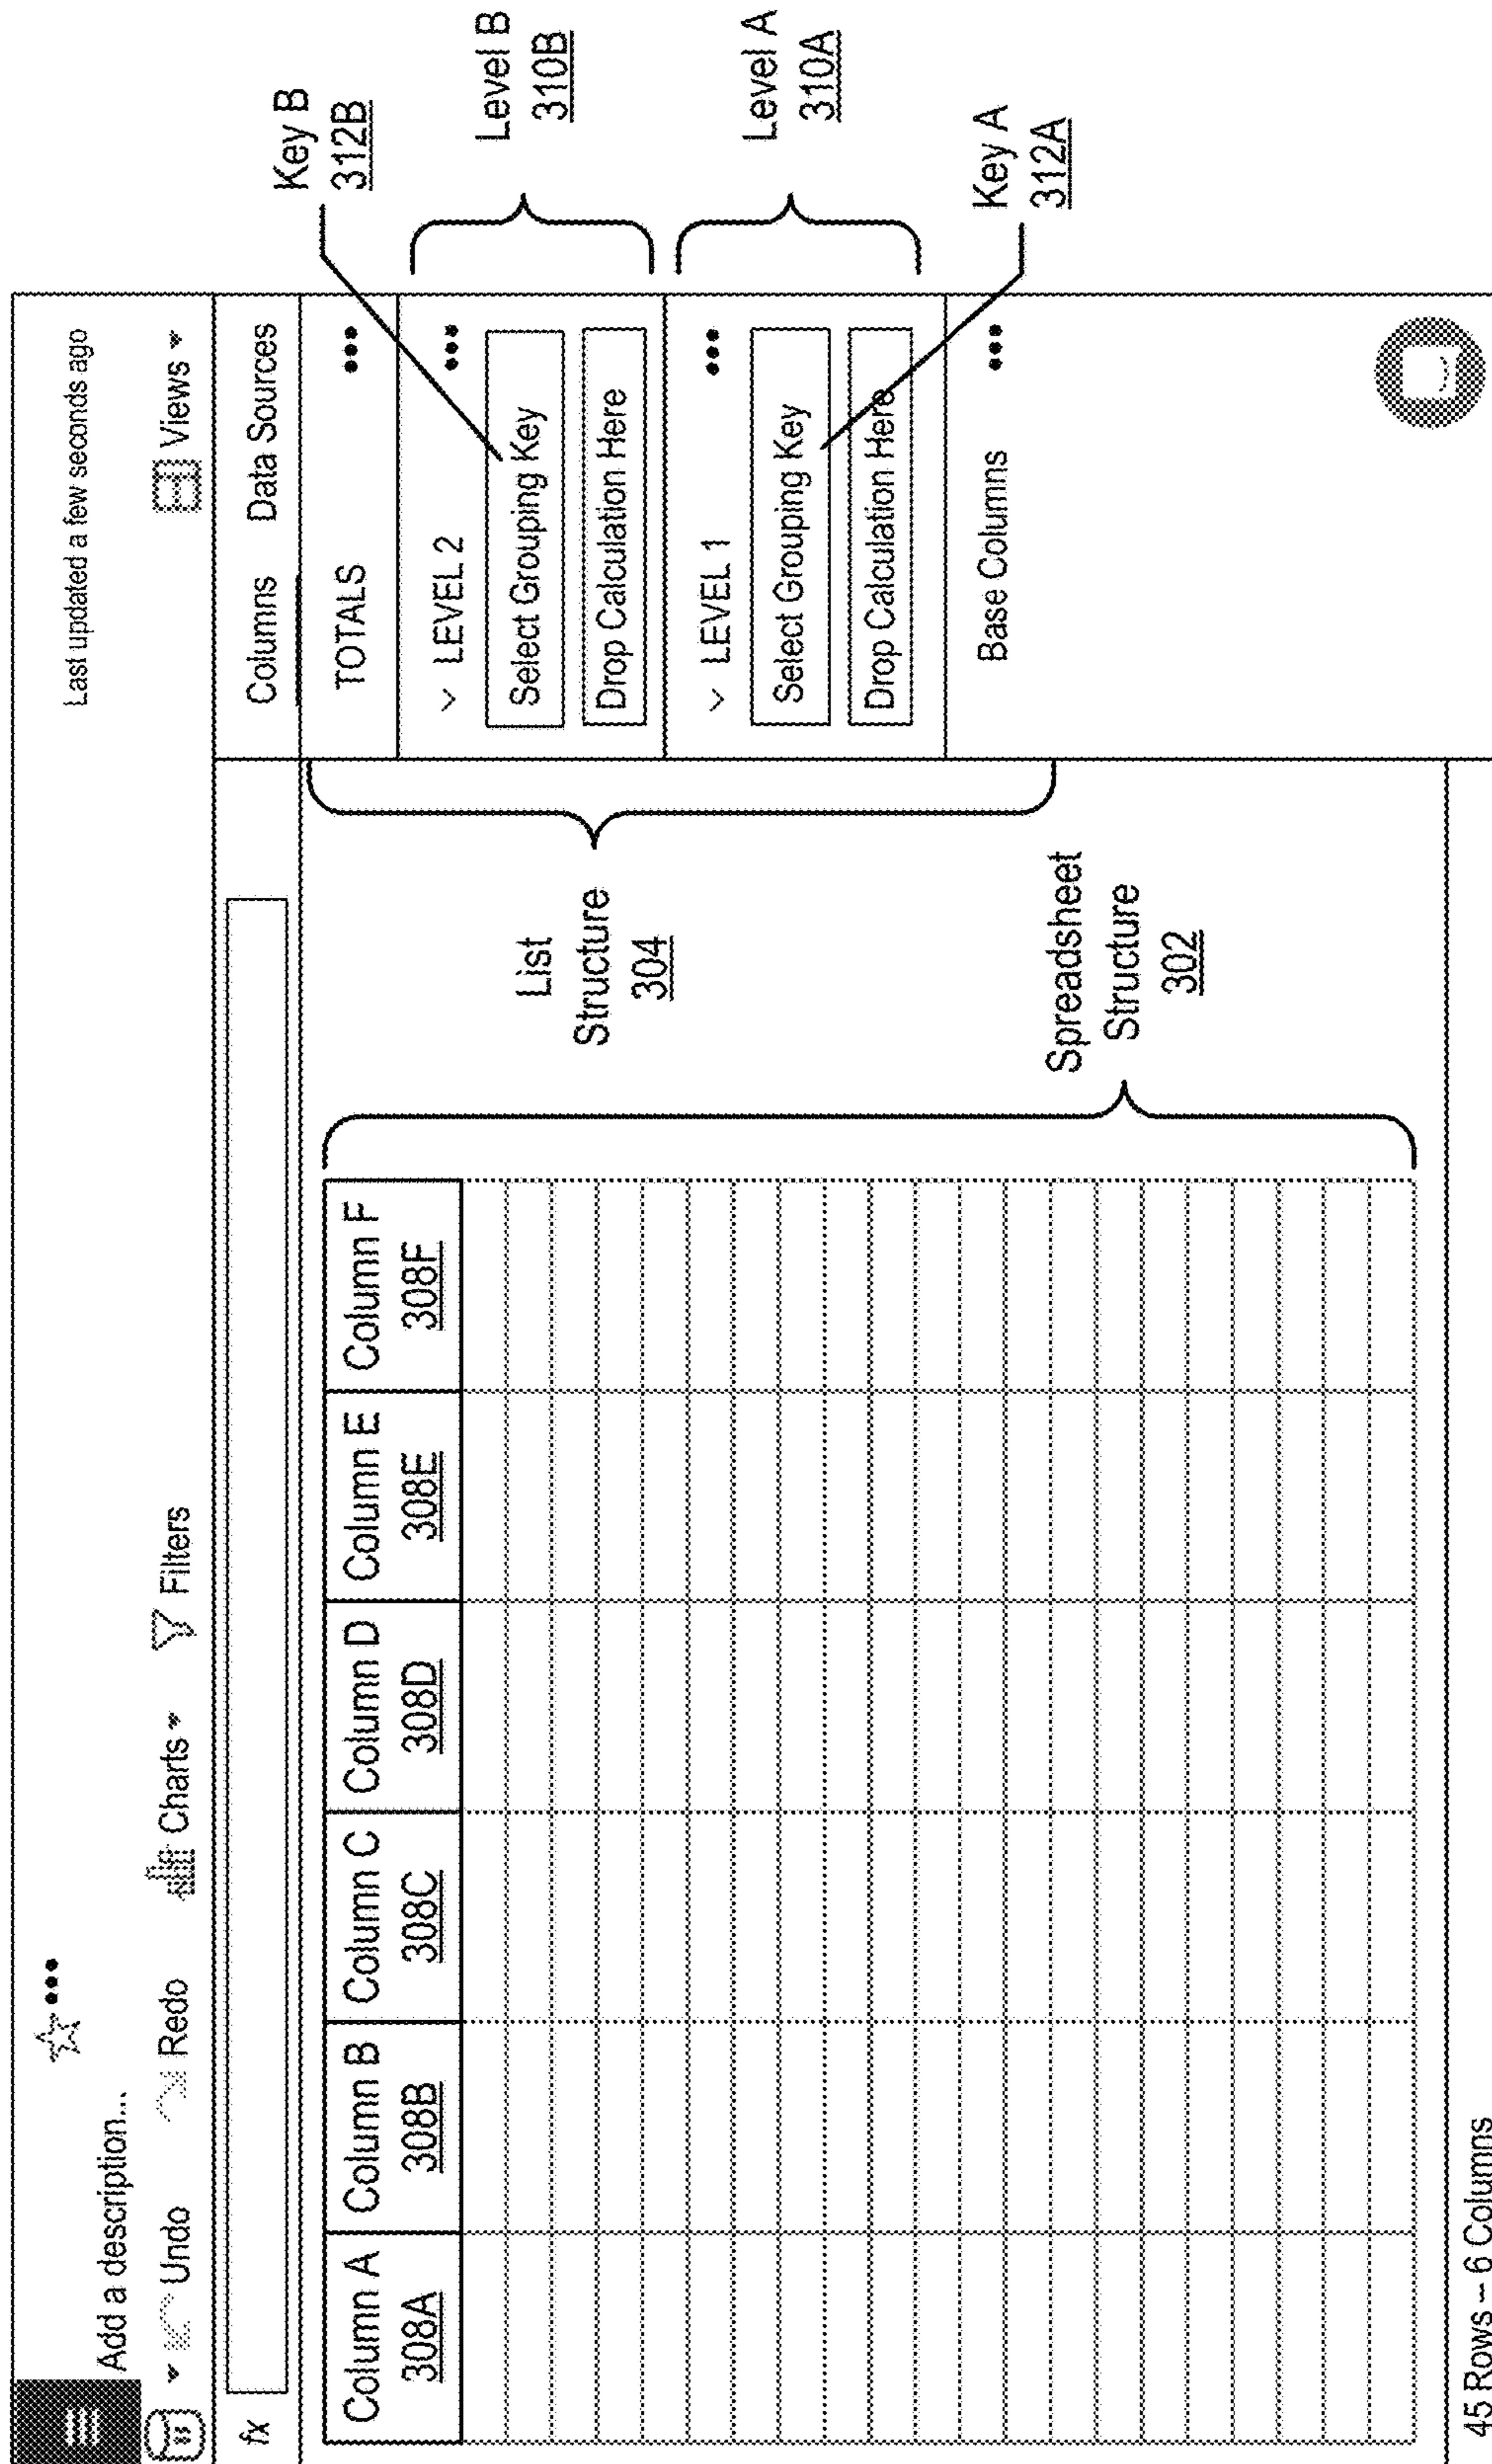 Last updated a few seconds ago
Add a description...
Undo
Redo
Charts
Filters
Views
fx
Columns
Data Sources
Column A
308A
Column B
308B
Column C
308C
Column D
308D
Column E
308E
Column F
308F
List
Structure
304
Spreadsheet
Structure
302
TOTALS
LEVEL 2
Select Grouping Key
Drop Calculation Here
LEVEL 1
Select Grouping Key
Drop Calculation Here
Base Columns
Key B
312B
Level B
310B
Level A
310A
Key A
312A
45 Rows – 6 Columns